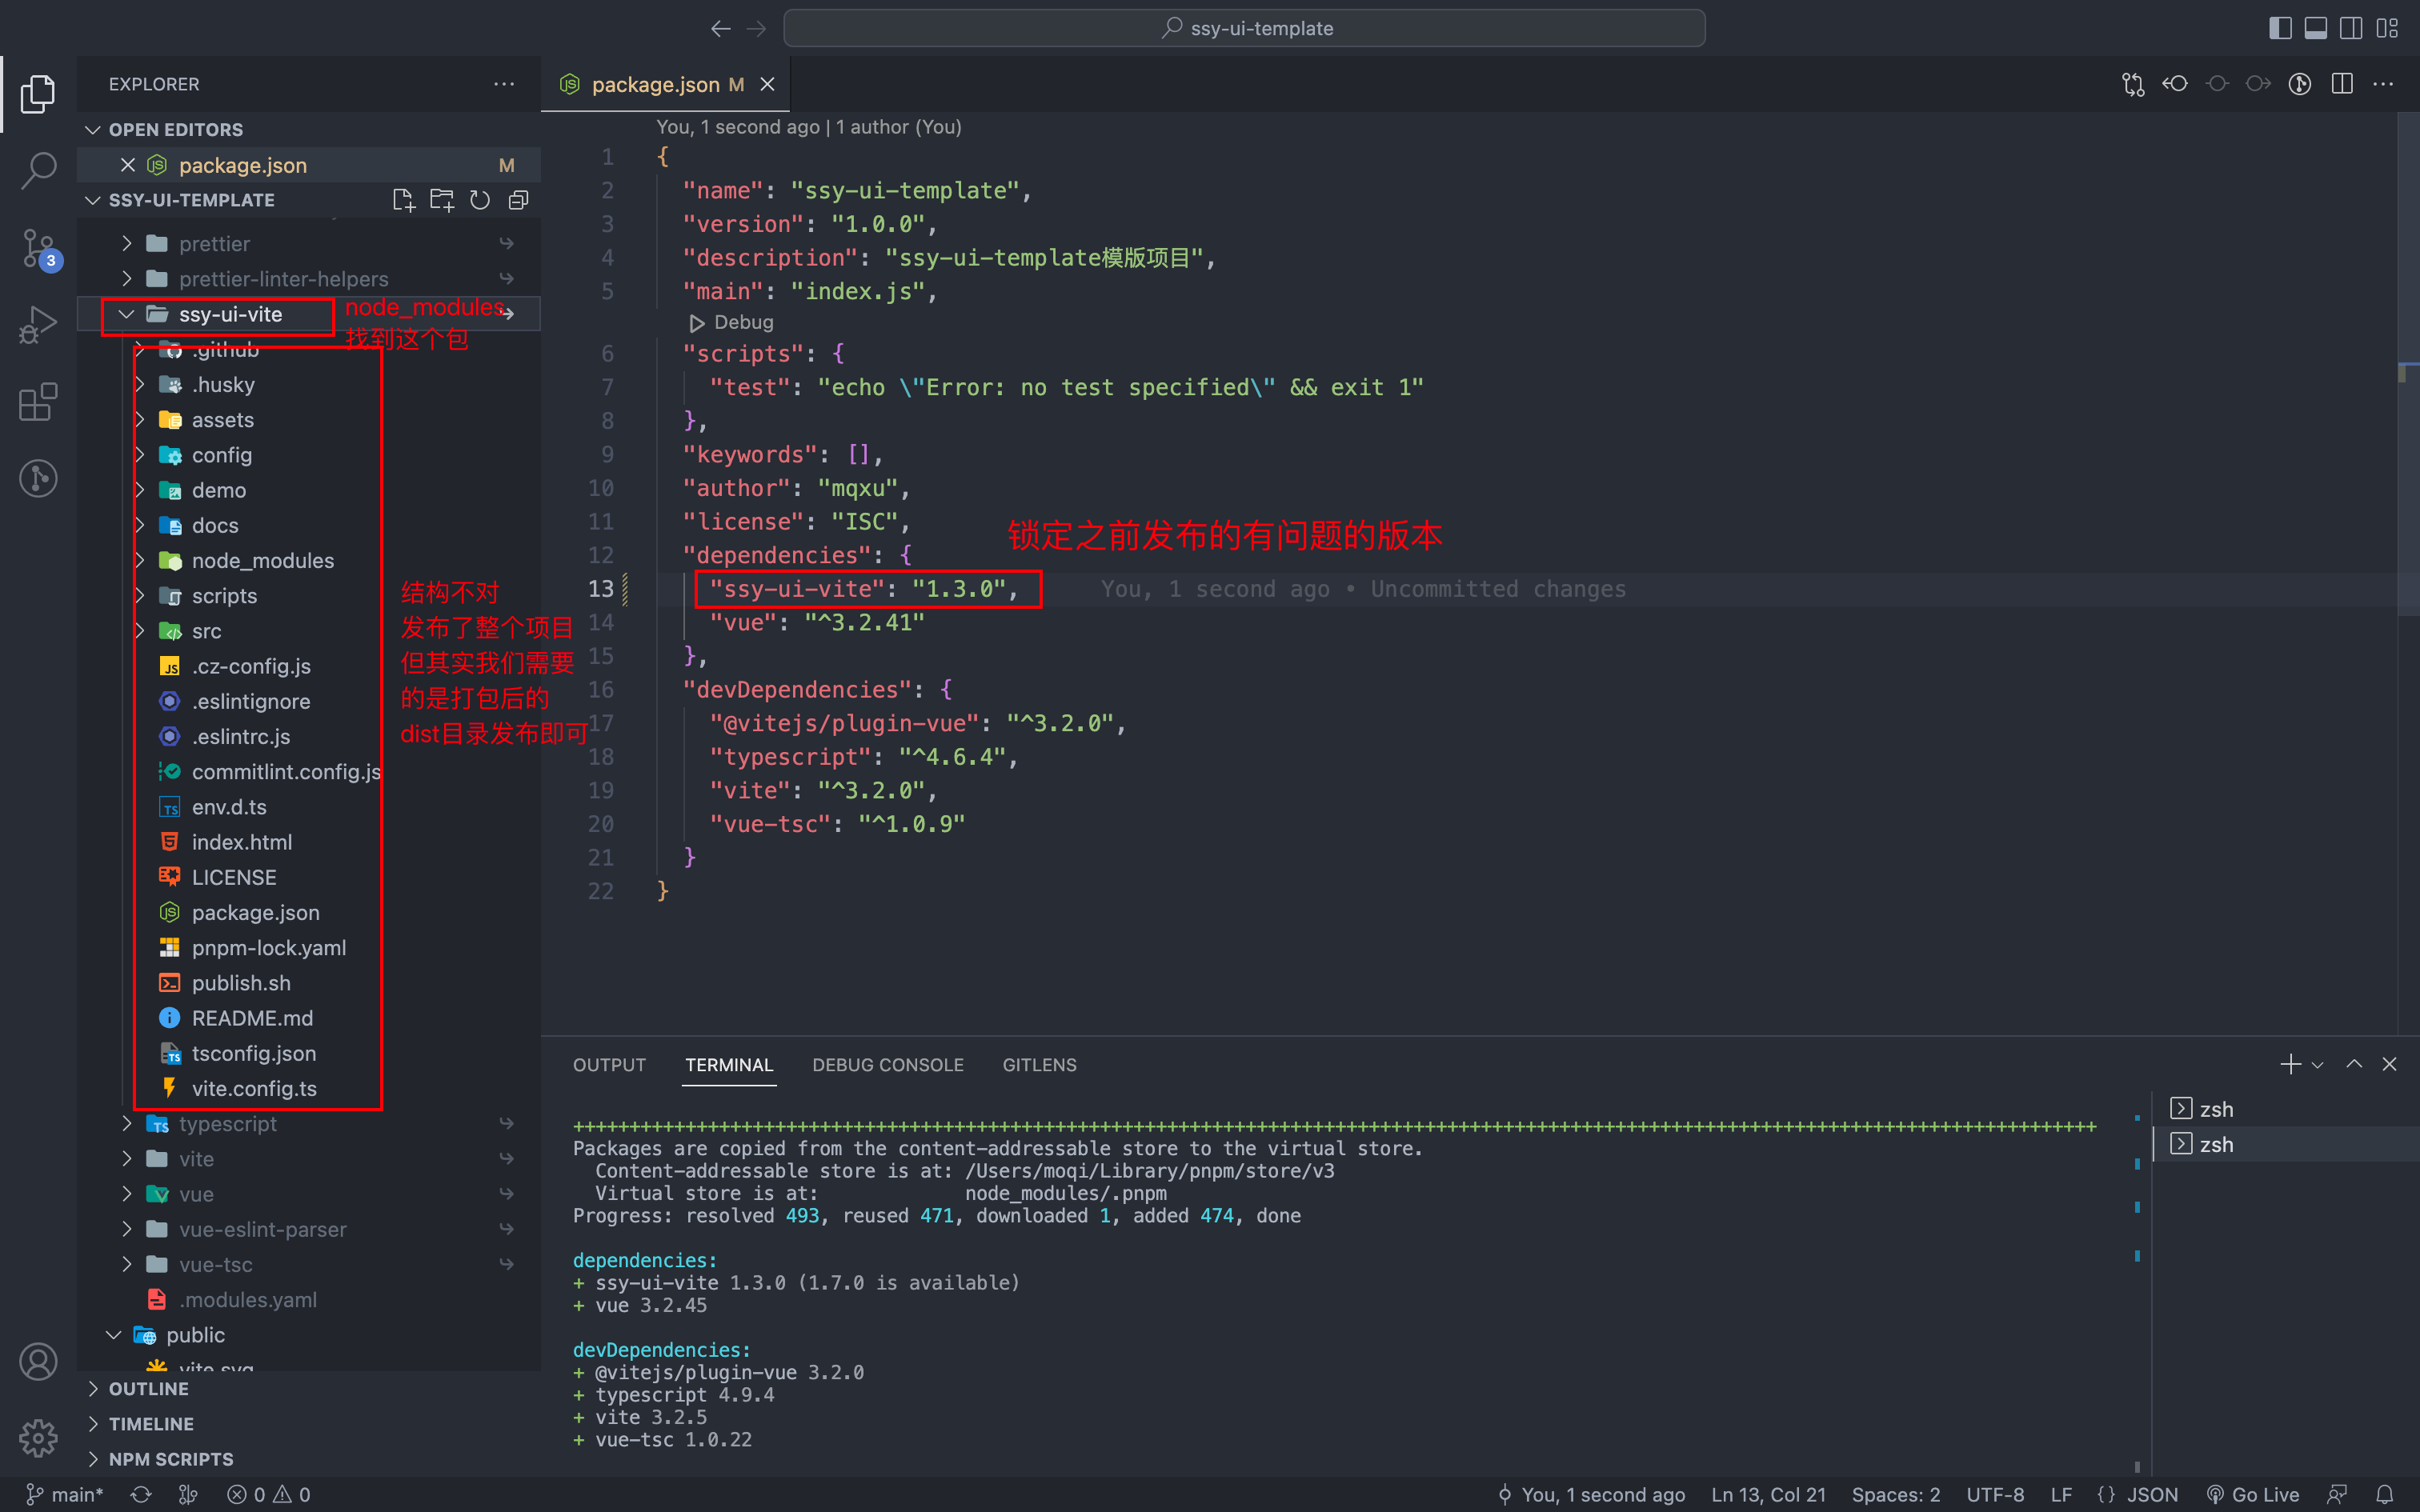 ssy-ui-template
EXPLORER
OPEN EDITORS
package.json M
SSY-UI-TEMPLATE
prettier
prettier-linter-helpers
ssy-ui-vite
node_modules
找到这个包
.github
.husky
assets
config
demo
docs
node_modules
scripts
src
.cz-config.js
.eslintignore
.eslintrc.js
commitlint.config.js
env.d.ts
index.html
LICENSE
package.json
pnpm-lock.yaml
publish.sh
README.md
tsconfig.json
vite.config.ts
结构不对
发布了整个项目
但其实我们需要
的是打包后的
dist目录发布即可
typescript
vite
vue
vue-eslint-parser
vue-tsc
.modules.yaml
public
vite.svg
OUTLINE
TIMELINE
NPM SCRIPTS
3
package.json M
You, 1 second ago | 1 author (You)
1 {
2 "name": "ssy-ui-template",
3 "version": "1.0.0",
4 "description": "ssy-ui-template模版项目",
5 "main": "index.js",
Debug
6 "scripts": {
7 "test": "echo \"Error: no test specified\" && exit 1"
8 },
9 "keywords": [],
10 "author": "mqxu",
11 "license": "ISC",
锁定之前发布的有问题的版本
12 "dependencies": {
13 "ssy-ui-vite": "1.3.0", You, 1 second ago • Uncommitted changes
14 "vue": "^3.2.41"
15 },
16 "devDependencies": {
17 "@vitejs/plugin-vue": "^3.2.0",
18 "typescript": "^4.6.4",
19 "vite": "^3.2.0",
20 "vue-tsc": "^1.0.9"
21 }
22 }
OUTPUT TERMINAL DEBUG CONSOLE GITLENS
Packages are copied from the content-addressable store to the virtual store.
Content-addressable store is at: /Users/moqi/Library/pnpm/store/v3
Virtual store is at: node_modules/.pnpm
Progress: resolved 493, reused 471, downloaded 1, added 474, done
dependencies:
+ ssy-ui-vite 1.3.0 (1.7.0 is available)
+ vue 3.2.45
devDependencies:
+ @vitejs/plugin-vue 3.2.0
+ typescript 4.9.4
+ vite 3.2.5
+ vue-tsc 1.0.22
zsh
zsh
main* 0 0 You, 1 second ago Ln 13, Col 21 Spaces: 2 UTF-8 LF {} JSON Go Live